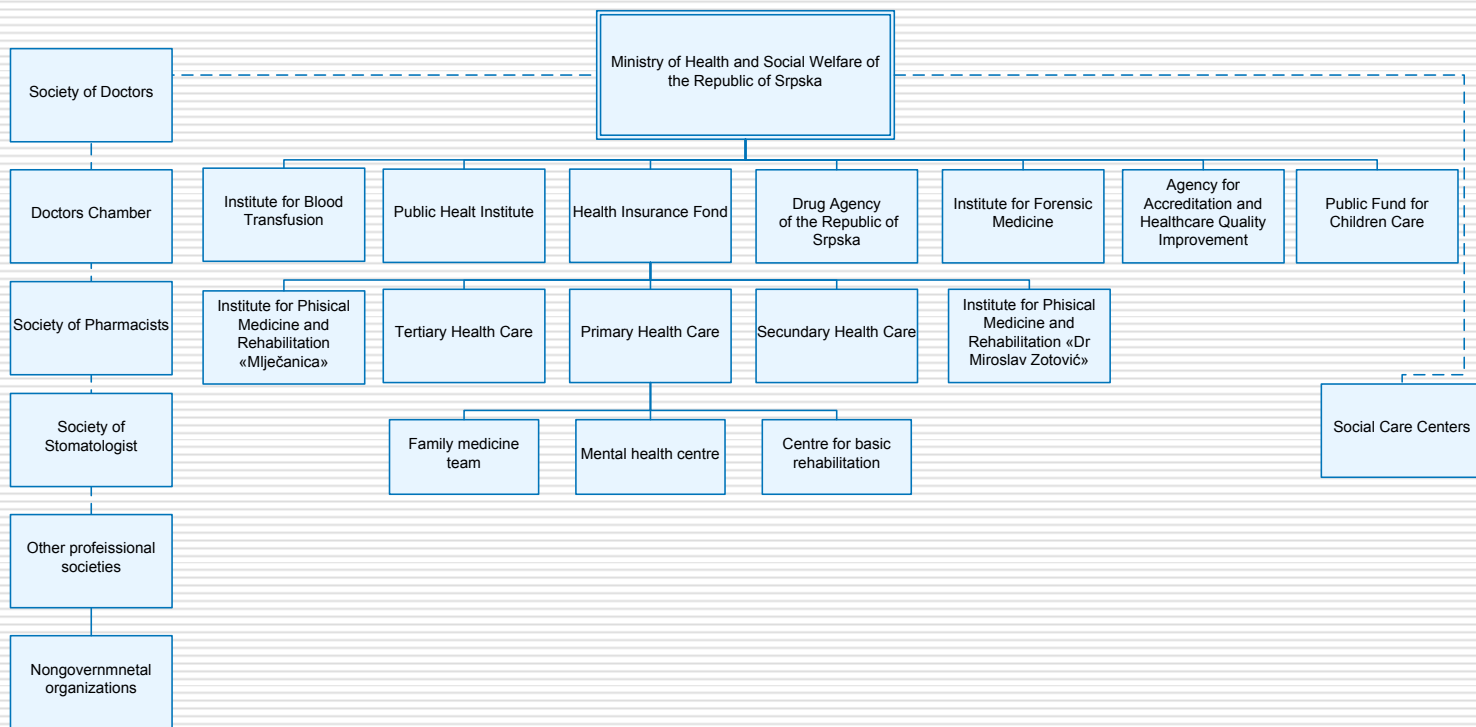 Ministry of Health and Social Welfare of
the Republic of Srpska
Society of Doctors
Doctors Chamber
Society of Pharmacists
Society of
Stomatologist
Other profeissional
societies
Nongovernmnetal
organizations
Institute for Blood
Transfusion
Public Healt Institute
Health Insurance Fond
Drug Agency
of the Republic of
Srpska
Institute for Forensic
Medicine
Agency for
Accreditation and
Healthcare Quality
Improvement
Public Fund for
Children Care
Institute for Phisical
Medicine and
Rehabilitation
«Mlječanica»
Tertiary Health Care
Primary Health Care
Secundary Health Care
Institute for Phisical
Medicine and
Rehabilitation «Dr
Miroslav Zotović»
Family medicine
team
Mental health centre
Centre for basic
rehabilitation
Social Care Centers